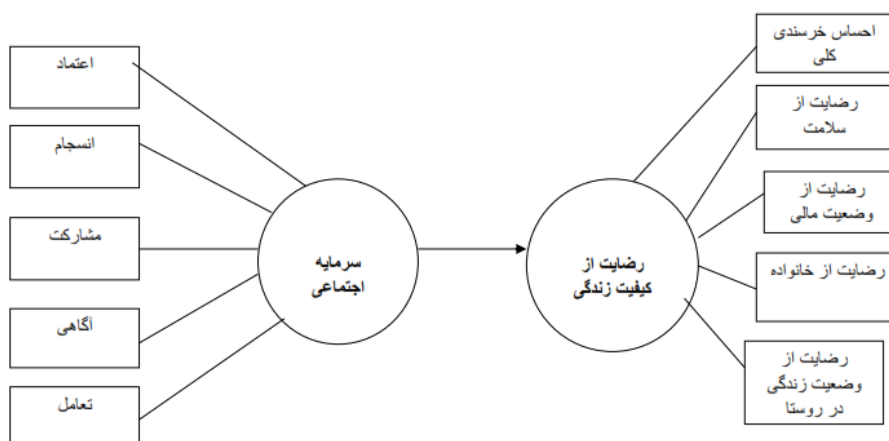 اعتماد
انسجام
مشارکت
آگاهی
تعامل
سرمایه
اجتماعی
رضایت از
کیفیت زندگی
احساس خرسندی
کلی
رضایت از
سلامت
رضایت از
وضعیت مالی
رضایت از خانواده
رضایت از
وضعیت زندگی
در روستا